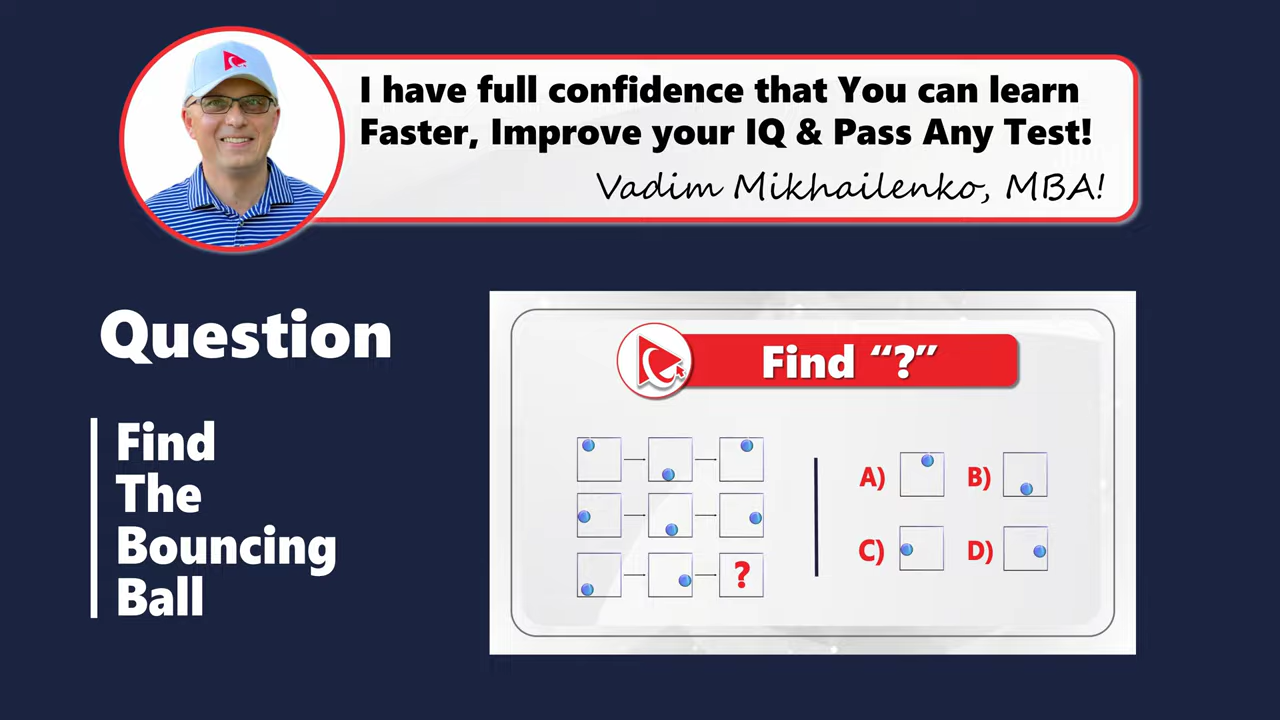 I have full confidence that You can learn
Faster, Improve your IQ & Pass Any Test!
Vadim Mikhailenko, MBA!
Question
Find
The
Bouncing
Ball
Find “?”
A)
B)
?
C)
D)